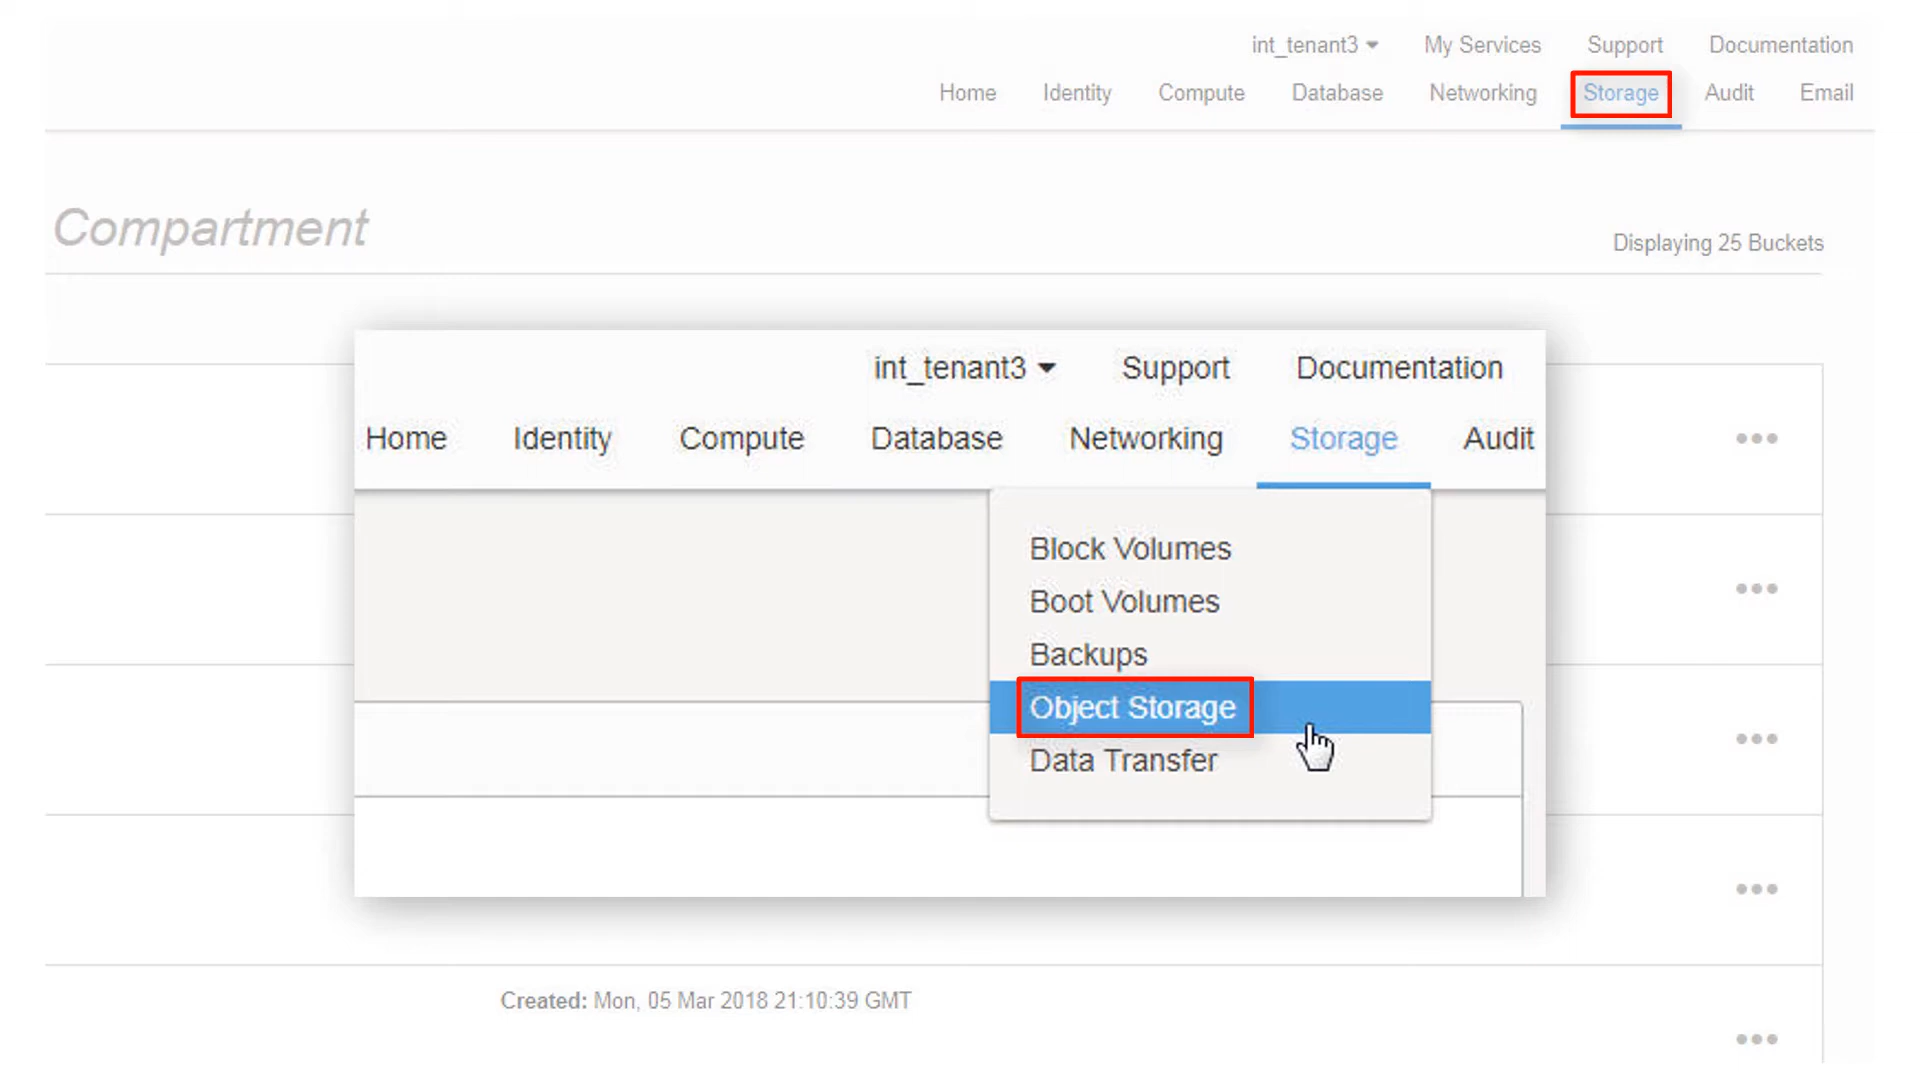 int_tenant3 My Services Support Documentation
Home Identity Compute Database Networking Storage Audit Email
Compartment
Displaying 25 Buckets
int_tenant3 Support Documentation
Home Identity Compute Database Networking Storage Audit
Block Volumes
Boot Volumes
Backups
Object Storage
Data Transfer
Created: Mon, 05 Mar 2018 21:10:39 GMT